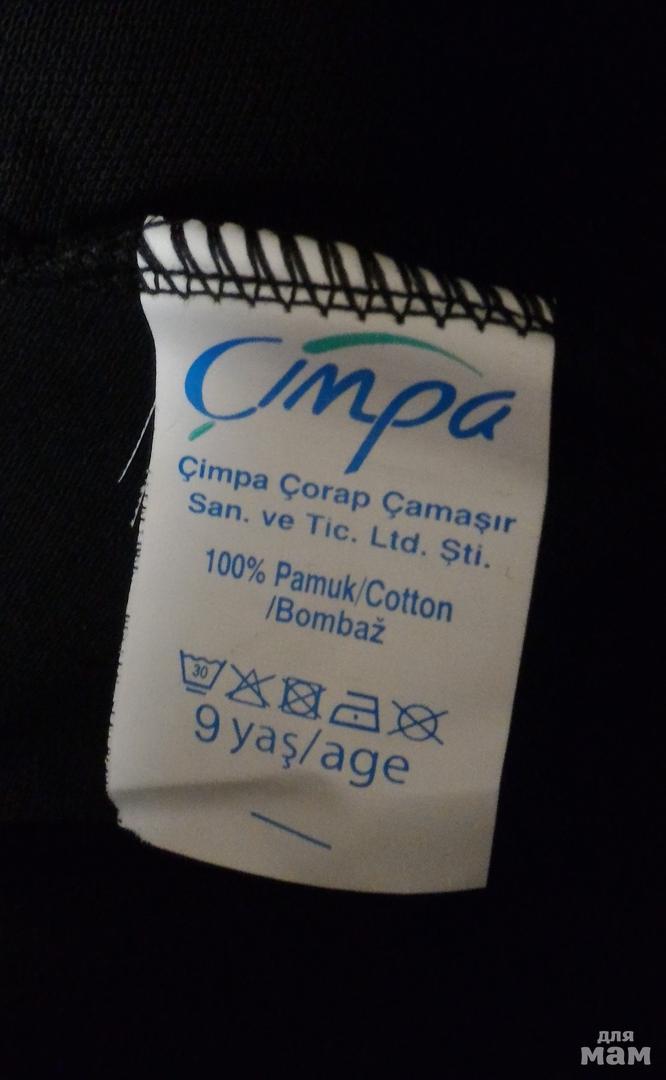 Çimpa
Çimpa Çorap Çamaşır
San. ve Tic. Ltd. Şti.
100% Pamuk/Cotton
/Bombaž
30
9 yaş/age
для
мам